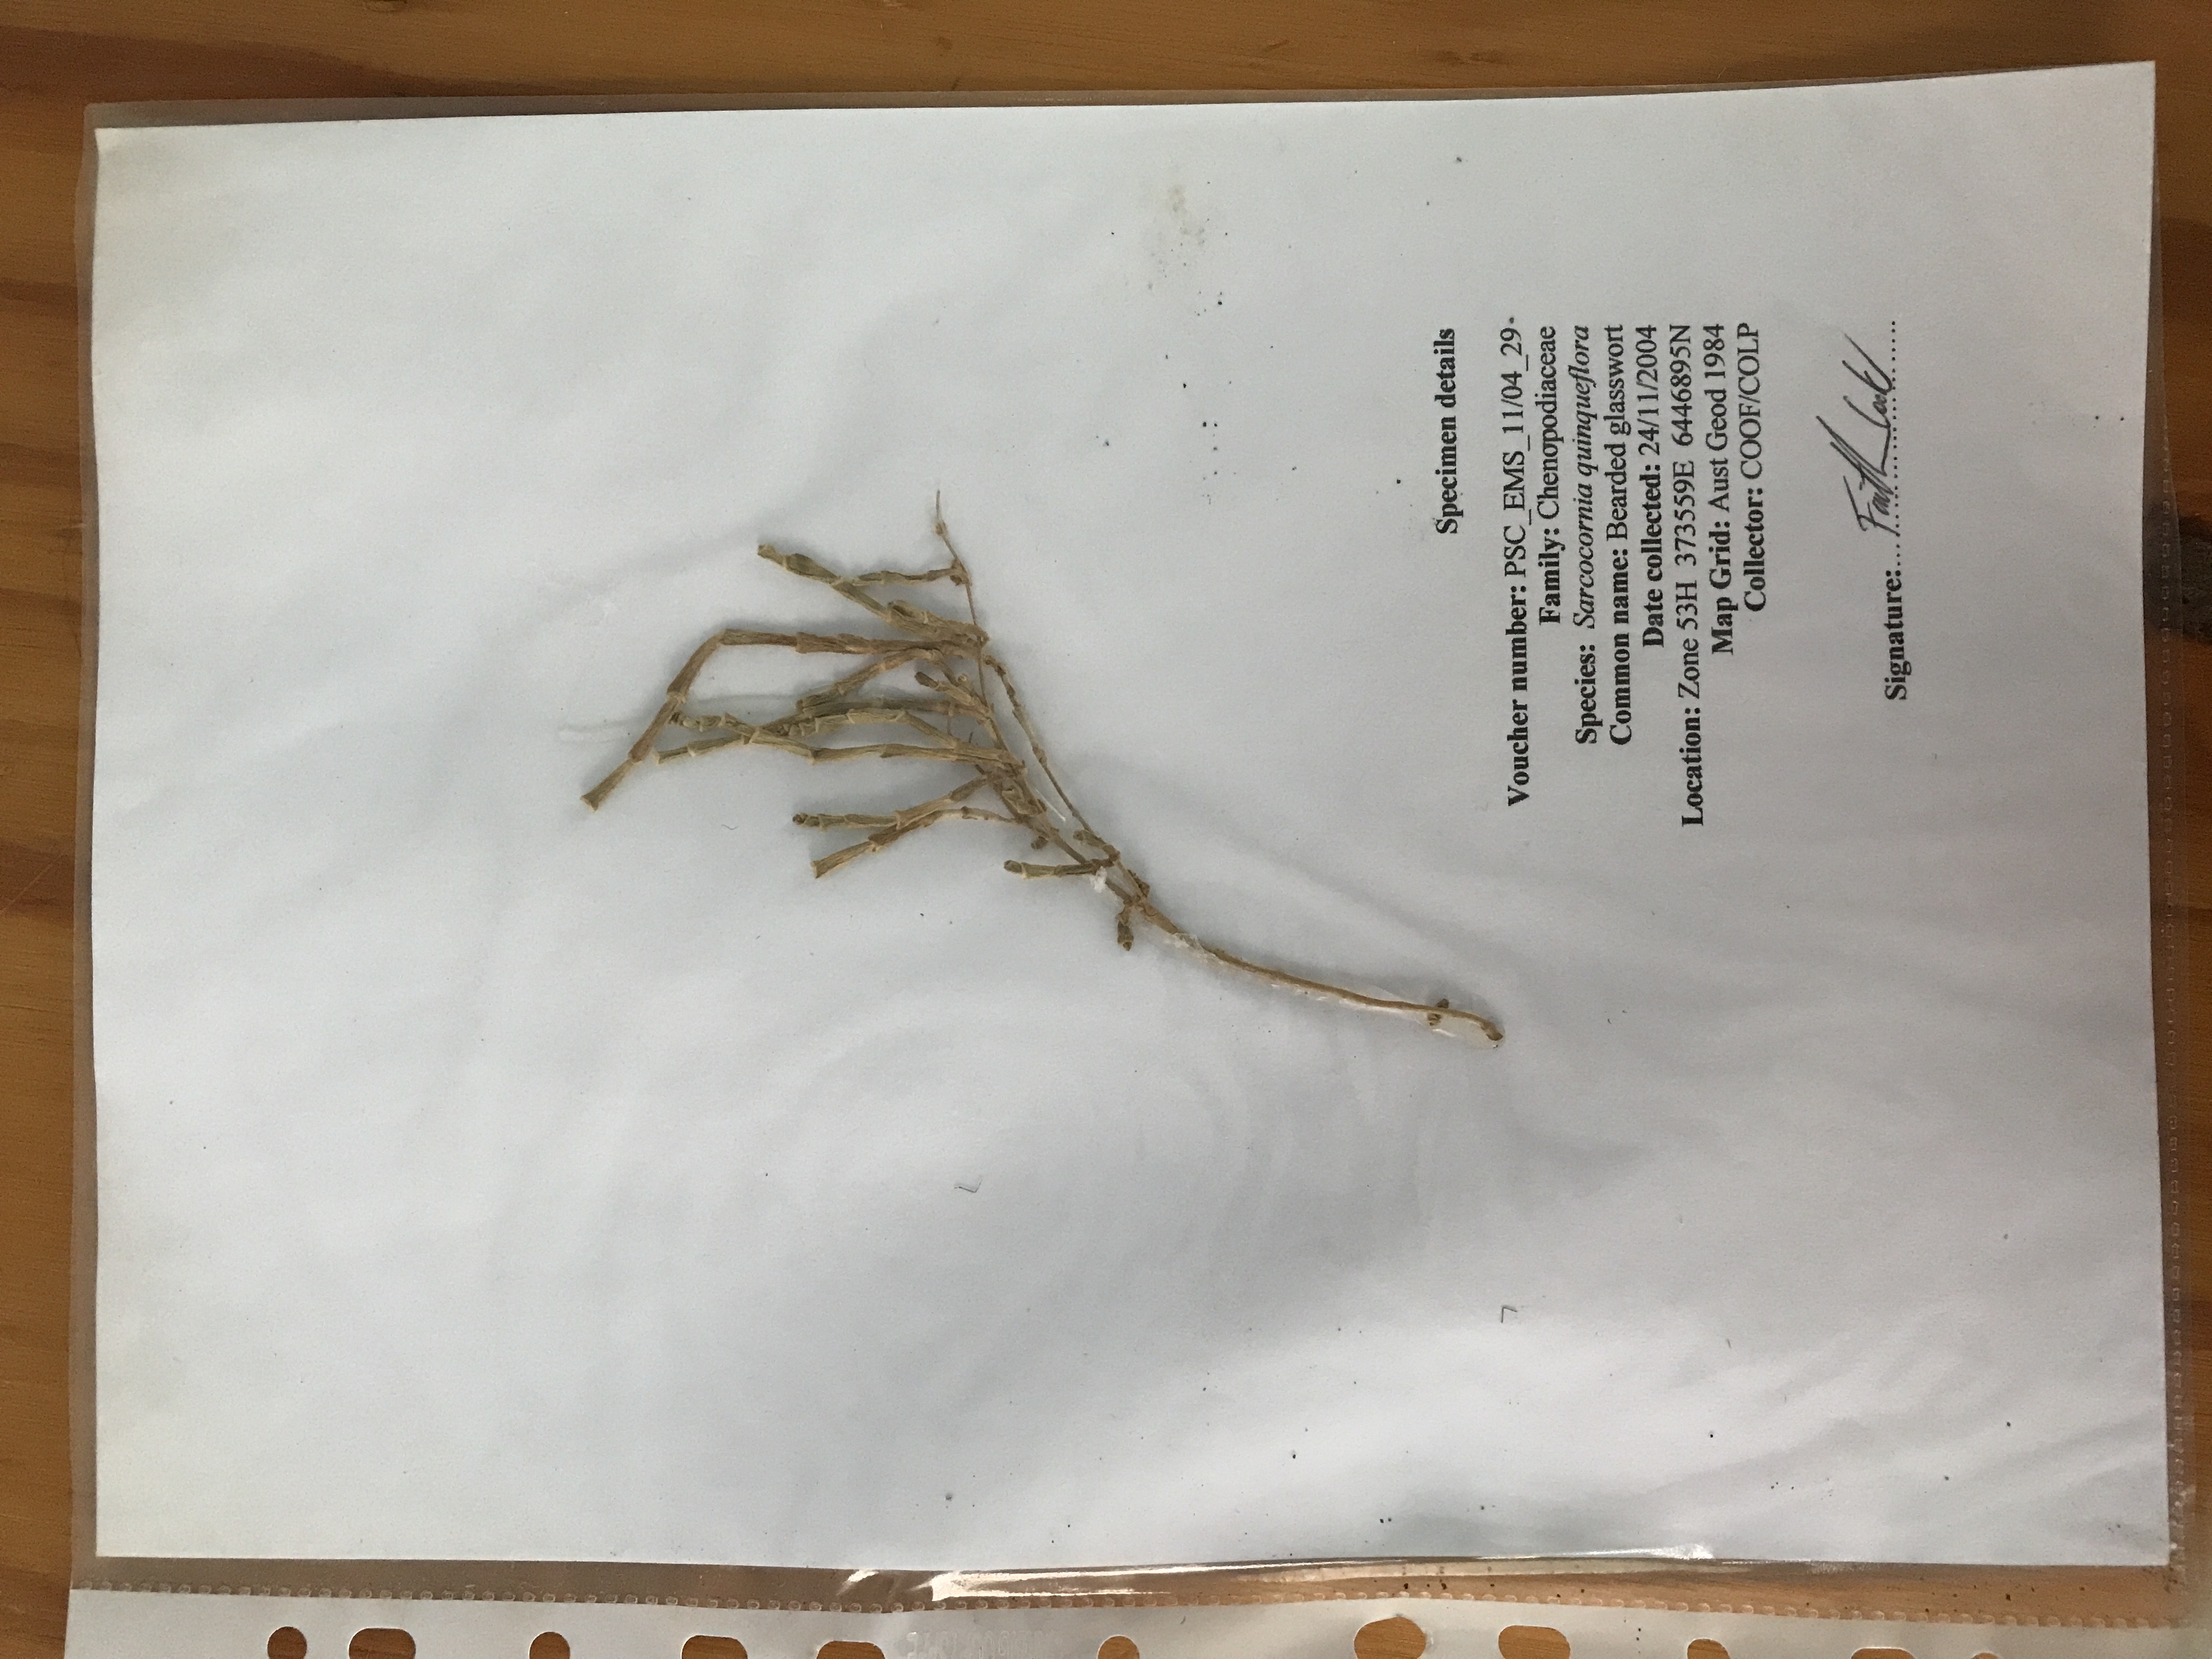 Specimen details
Voucher number: PSC_EMS_11/04_29
Family: Chenopodiaceae
Species: Sarcocornia quinqueflora
Common name: Bearded glasswort
Date collected: 24/11/2004
Location: Zone 53H 373559E 6446895N
Map Grid: Aust Geod 1984
Collector: COOF/COLP
Signature: Faith Cook